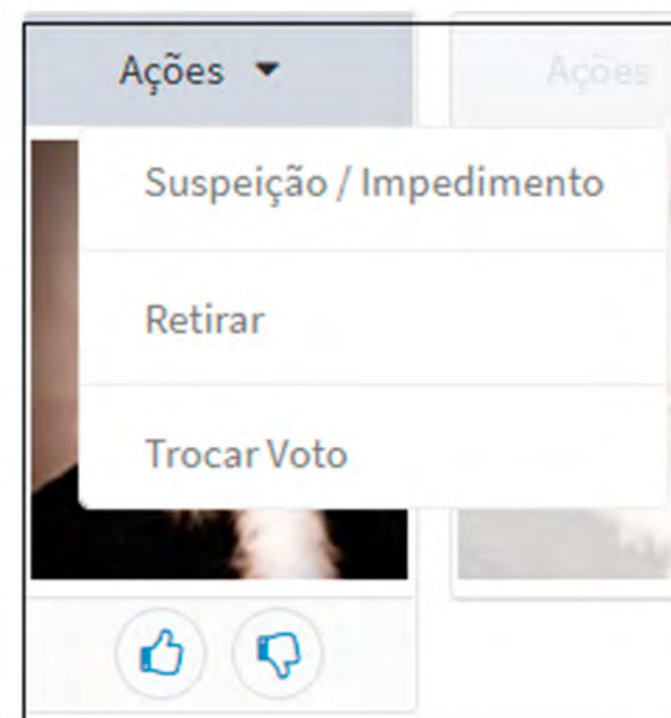 Ações Ações
Suspeição / Impedimento
Retirar
Trocar Voto